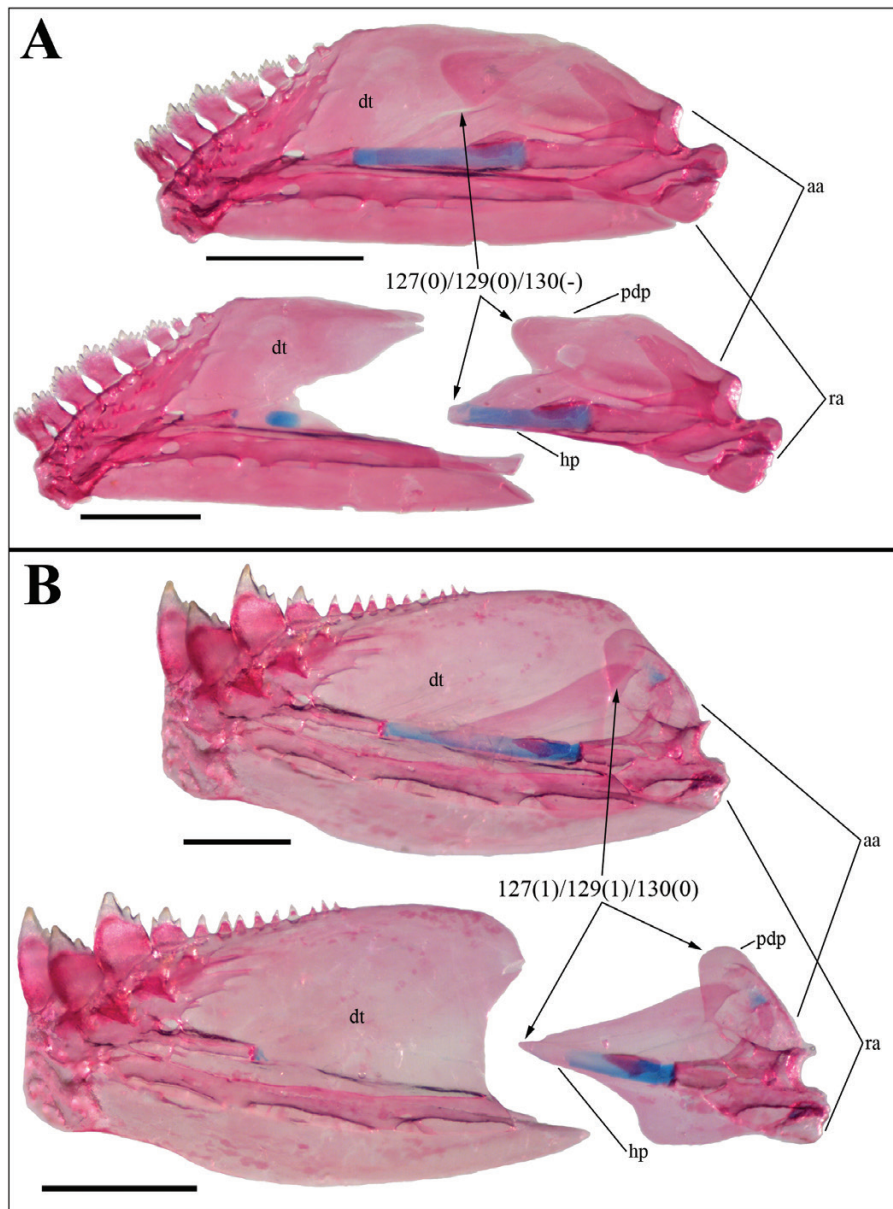 A
dt
aa
127(0)/129(0)/130(-)
pdp
dt
ra
hp
B
dt
aa
127(1)/129(1)/130(0)
pdp
dt
ra
hp